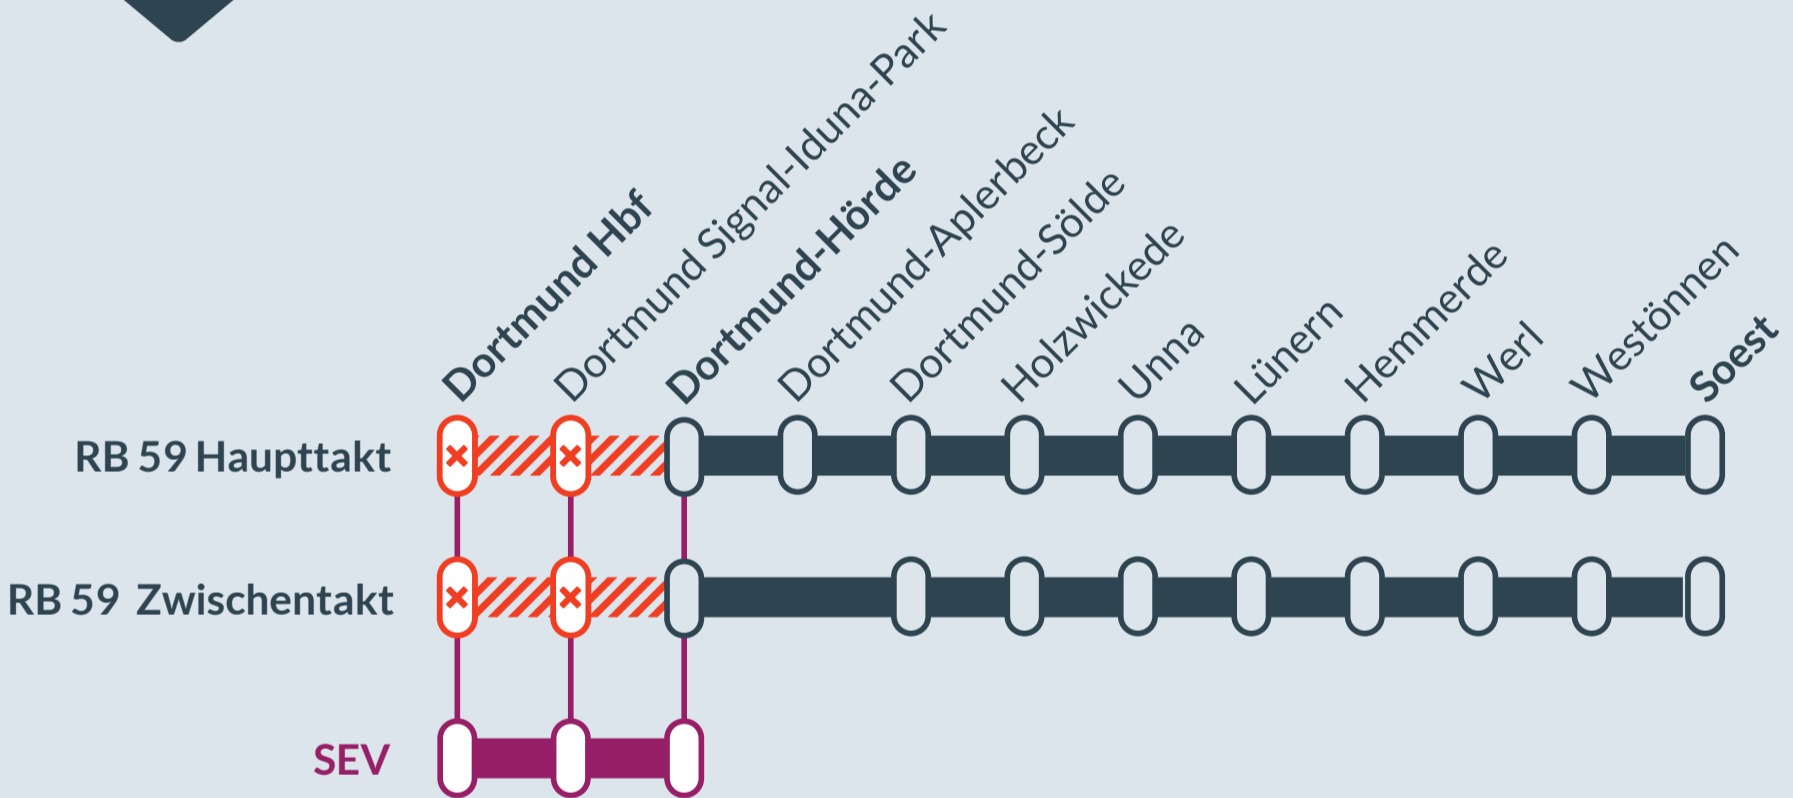 Dortmund Hbf
Dortmund Signal-Iduna-Park
Dortmund-Hörde
Dortmund-Aplerbeck
Dortmund-Sölde
Holzwickede
Unna
Lünern
Hemmerde
Werl
Westönnen
Soest
RB 59 Haupttakt
RB 59 Zwischentakt
SEV